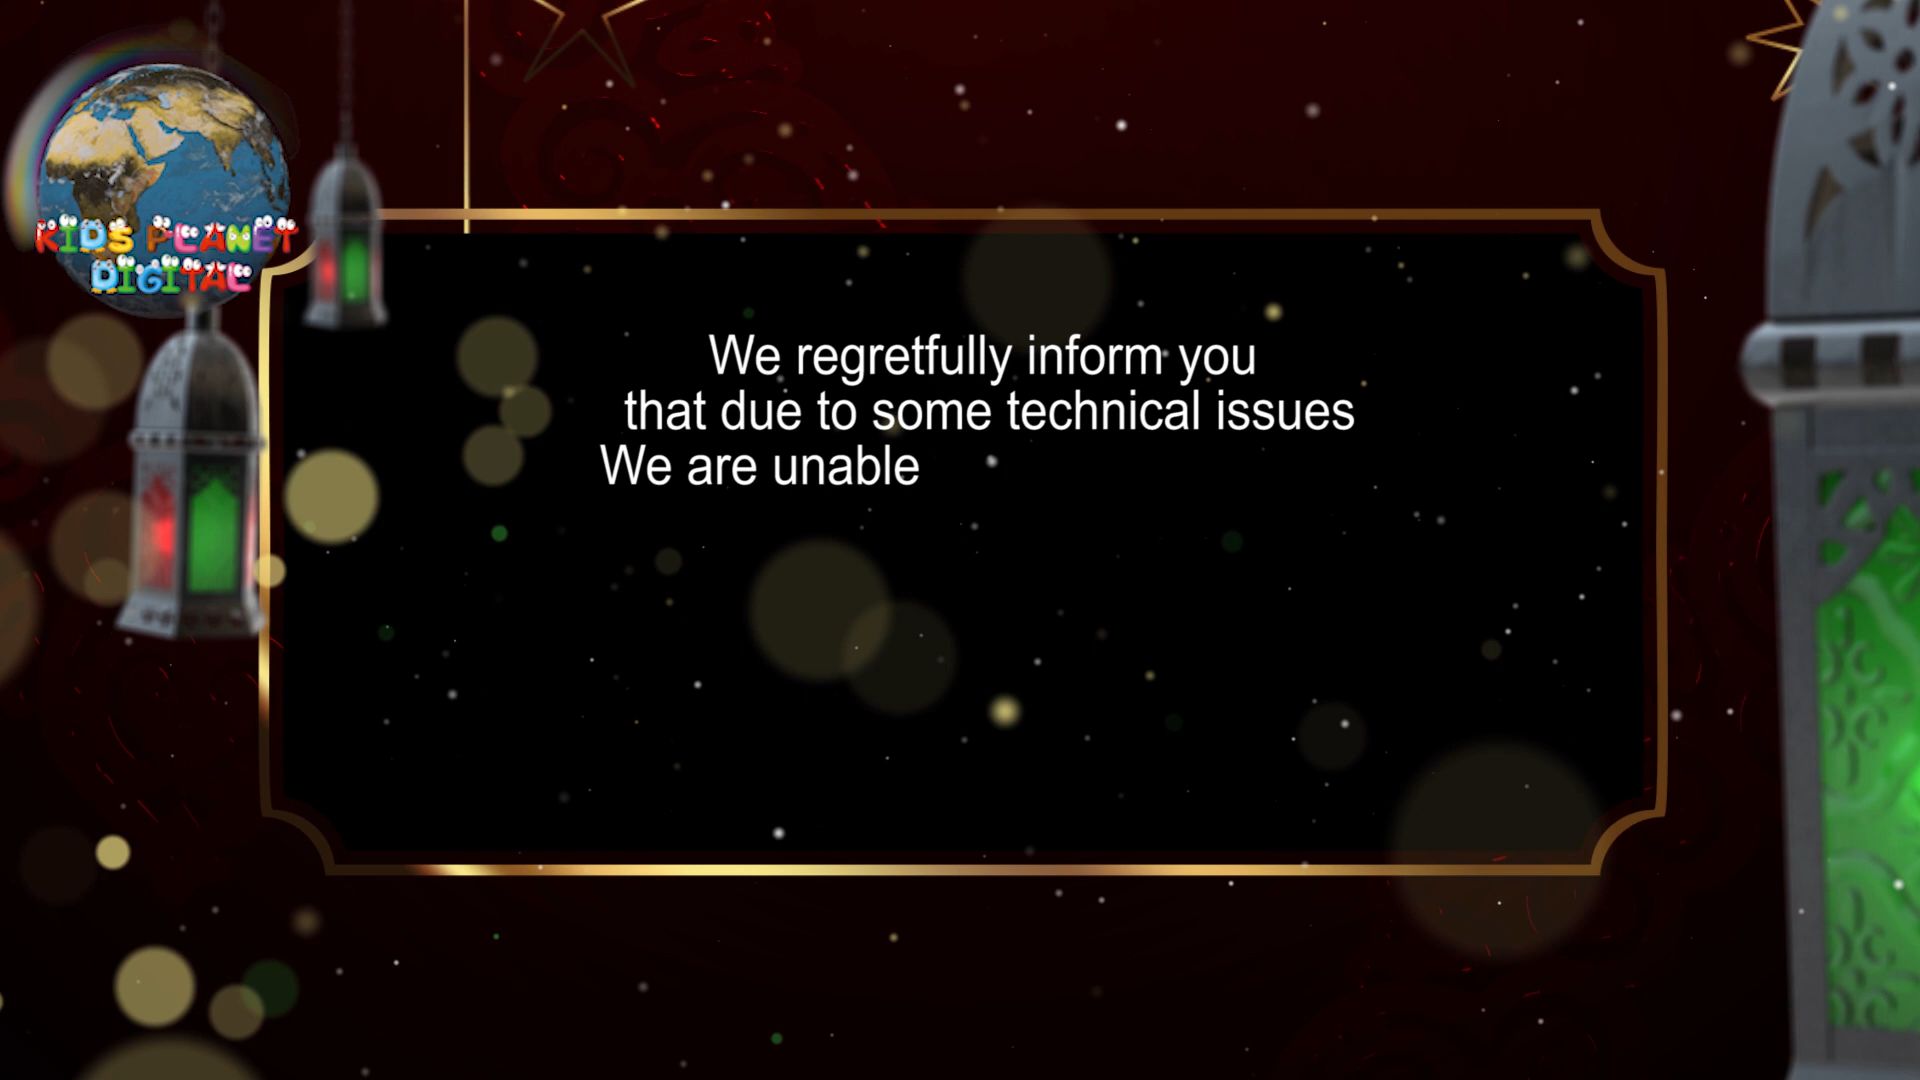 KIDS PLANET
DIGITAL
We regretfully inform you
that due to some technical issues
We are unable